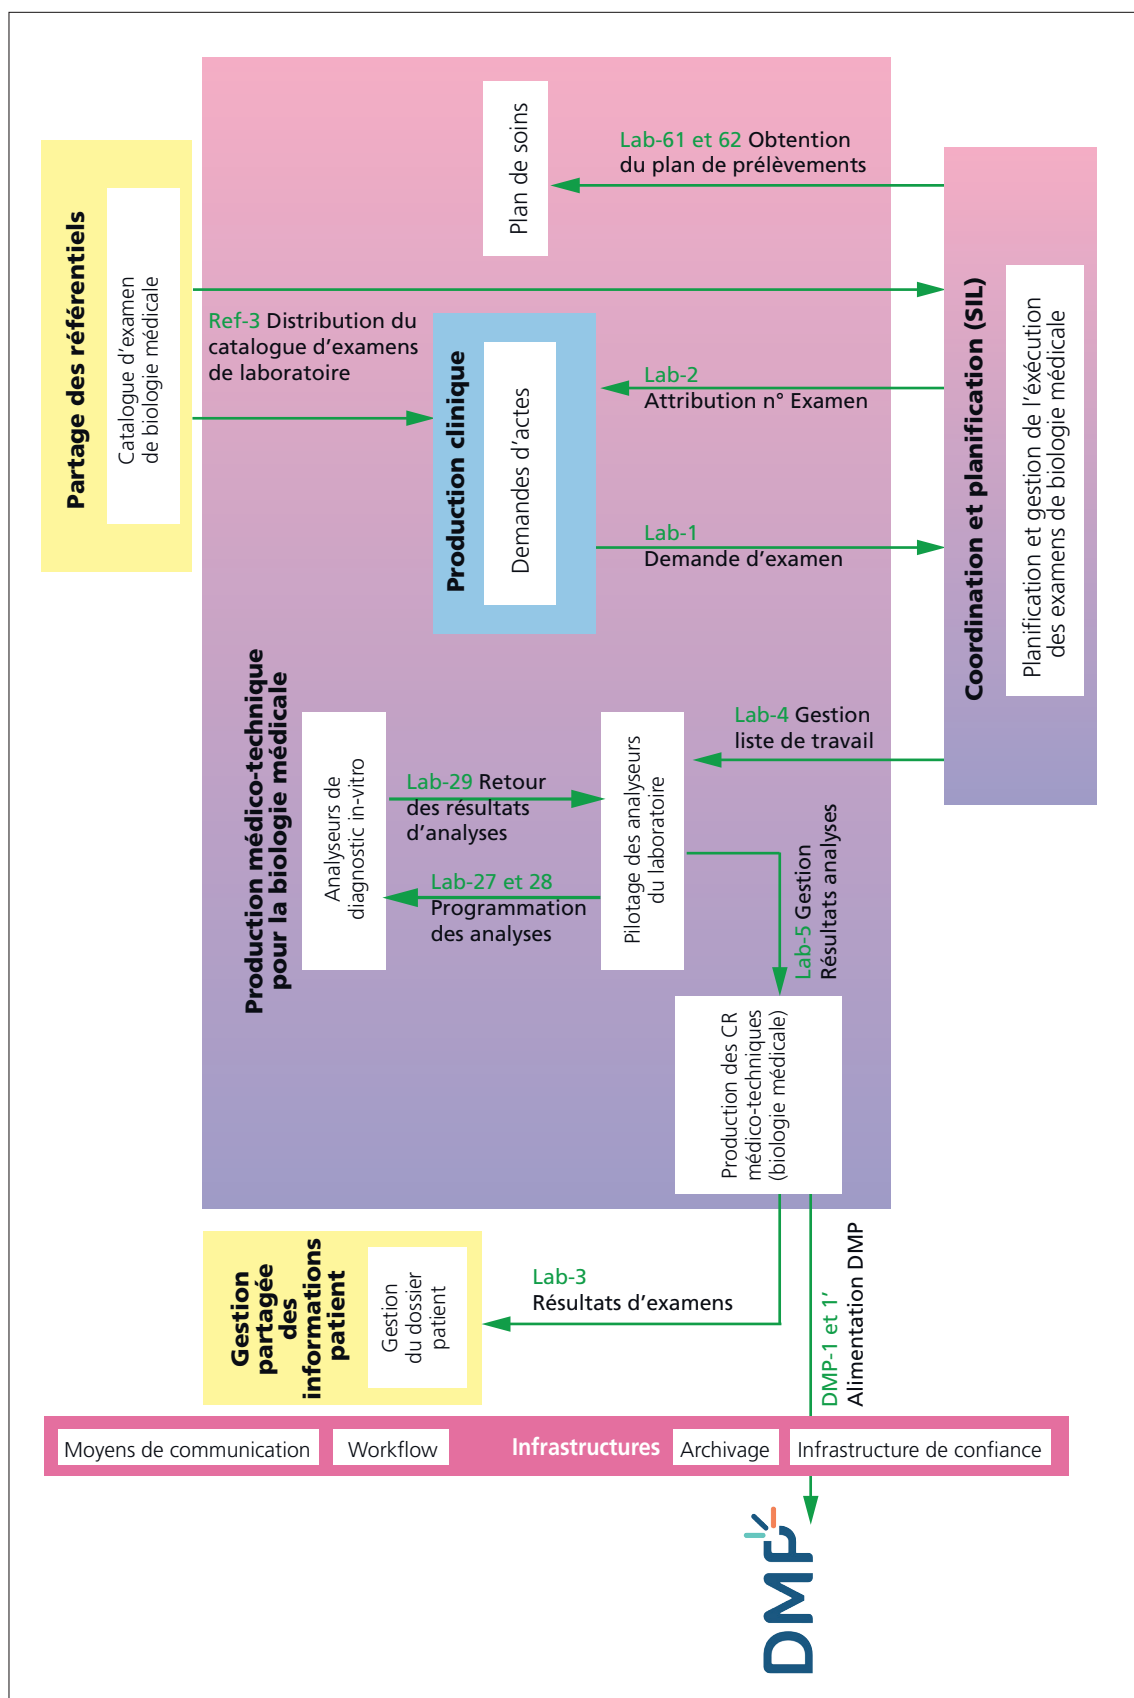 Plan de soins
Lab-61 et 62 Obtention
du plan de prélèvements
Partage des référentiels
Catalogue d’examen
de biologie médicale
Ref-3 Distribution du
catalogue d’examens
de laboratoire
Production clinique
Demandes d’actes
Lab-2
Attribution n° Examen
Lab-1
Demande d’examen
Coordination et planification (SIL)
Planification et gestion de l’éxécution
des examens de biologie médicale
Production médico-technique
pour la biologie médicale
Analyseurs de
diagnostic in-vitro
Lab-29 Retour
des résultats
d’analyses
Lab-27 et 28
Programmation
des analyses
Pilotage des analyseurs
du laboratoire
Lab-4 Gestion
liste de travail
Lab-5 Gestion
Résultats analyses
Production des CR
médico-techniques
(biologie médicale)
Gestion
partagée
des
informations
patient
Gestion
du dossier
patient
Lab-3
Résultats d’examens
DMP-1 et 1’
Alimentation DMP
Moyens de communication
Workflow
Infrastructures
Archivage
Infrastructure de confiance
DMP